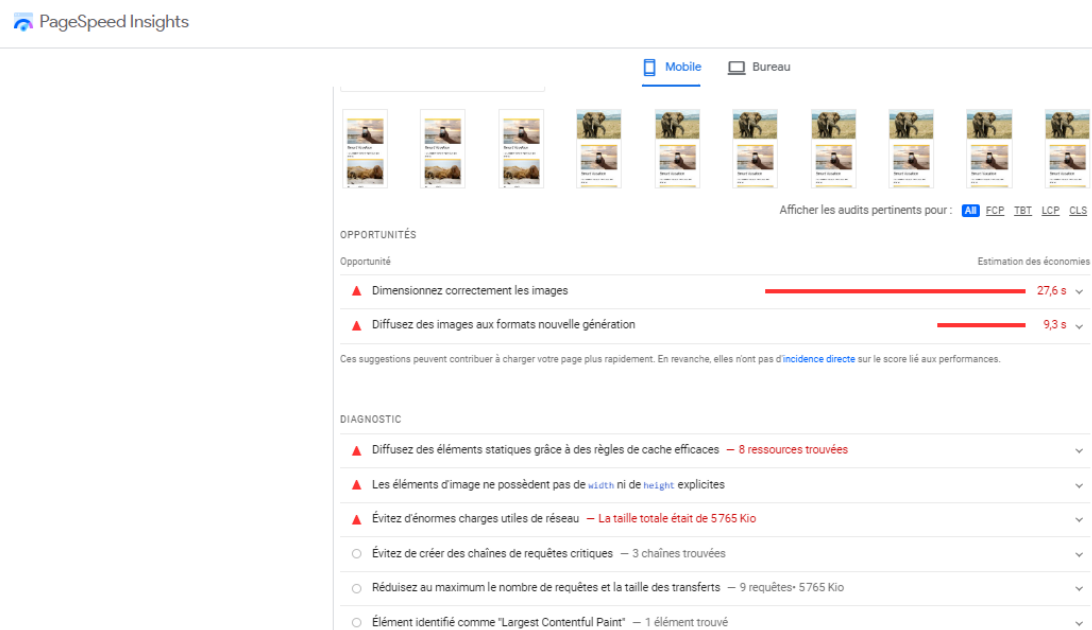 PageSpeed Insights
Mobile Bureau
Afficher les audits pertinents pour : All FCP TBT LCP CLS
OPPORTUNITÉS
Opportunité Estimation des économies
Dimensionnez correctement les images 27,6 s
Diffusez des images aux formats nouvelle génération 9,3 s
Ces suggestions peuvent contribuer à charger votre page plus rapidement. En revanche, elles n'ont pas d'incidence directe sur le score lié aux performances.
DIAGNOSTIC
Diffusez des éléments statiques grâce à des règles de cache efficaces — 8 ressources trouvées
Les éléments d'image ne possèdent pas de width ni de height explicites
Évitez d'énormes charges utiles de réseau — La taille totale était de 5 765 Kio
Évitez de créer des chaînes de requêtes critiques — 3 chaînes trouvées
Réduisez au maximum le nombre de requêtes et la taille des transferts — 9 requêtes• 5 765 Kio
Élément identifié comme "Largest Contentful Paint" — 1 élément trouvé